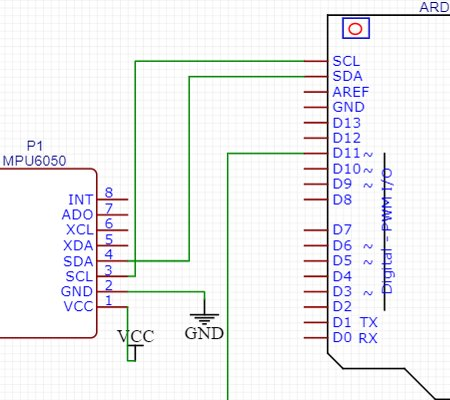 ARD
SCL
SDA
AREF
GND
D13
D12
D11 ~
D10 ~
D9 ~
D8
D7
D6 ~
D5 ~
D4
D3 ~
D2
D1 TX
D0 RX
Digital - PWM I/O
P1
MPU6050
INT 8
ADO 7
XCL 6
XDA 5
SDA 4
SCL 3
GND 2
VCC 1
VCC
GND